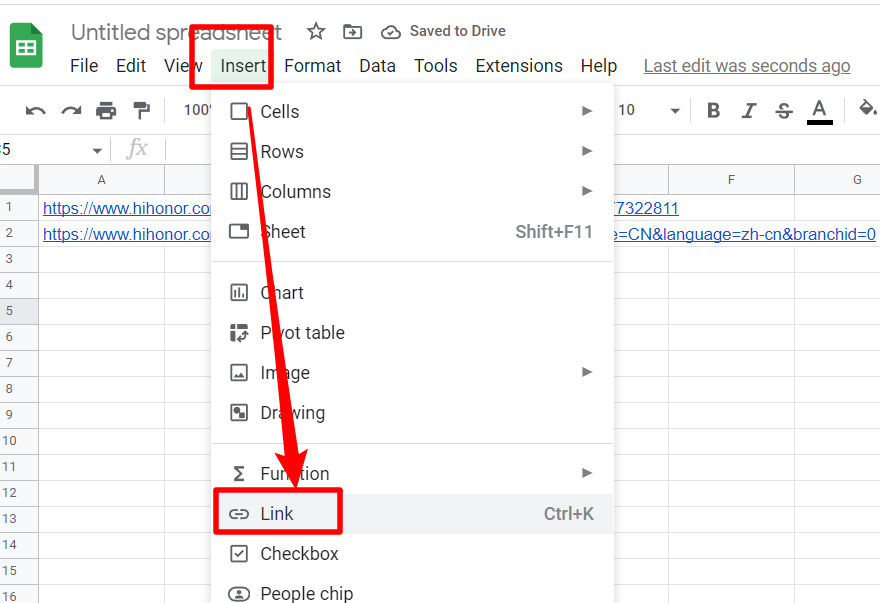 Untitled spreadsheet Saved to Drive
File Edit View Insert Format Data Tools Extensions Help Last edit was seconds ago
100% 10 B I S A
fx
A F G
Cells
1 https://www.hihonor.co 7322811
Rows
2 https://www.hihonor.co =CN&language=zh-cn&branchid=0
Columns
Sheet Shift+F11
3
4
Chart
5
6
Pivot table
7
Image
8
Drawing
9
10
11
Function
12
Link Ctrl+K
13
14
Checkbox
15
16
People chip